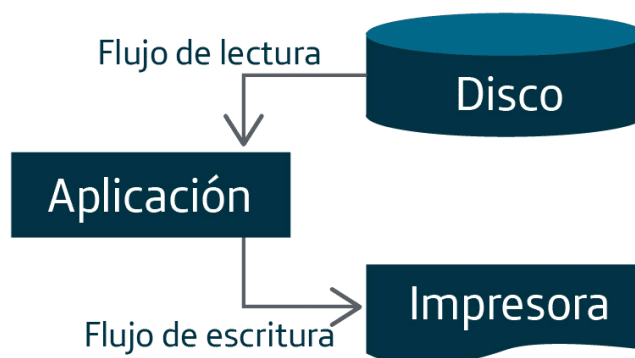 Flujo de lectura
Disco
Aplicación
Impresora
Flujo de escritura